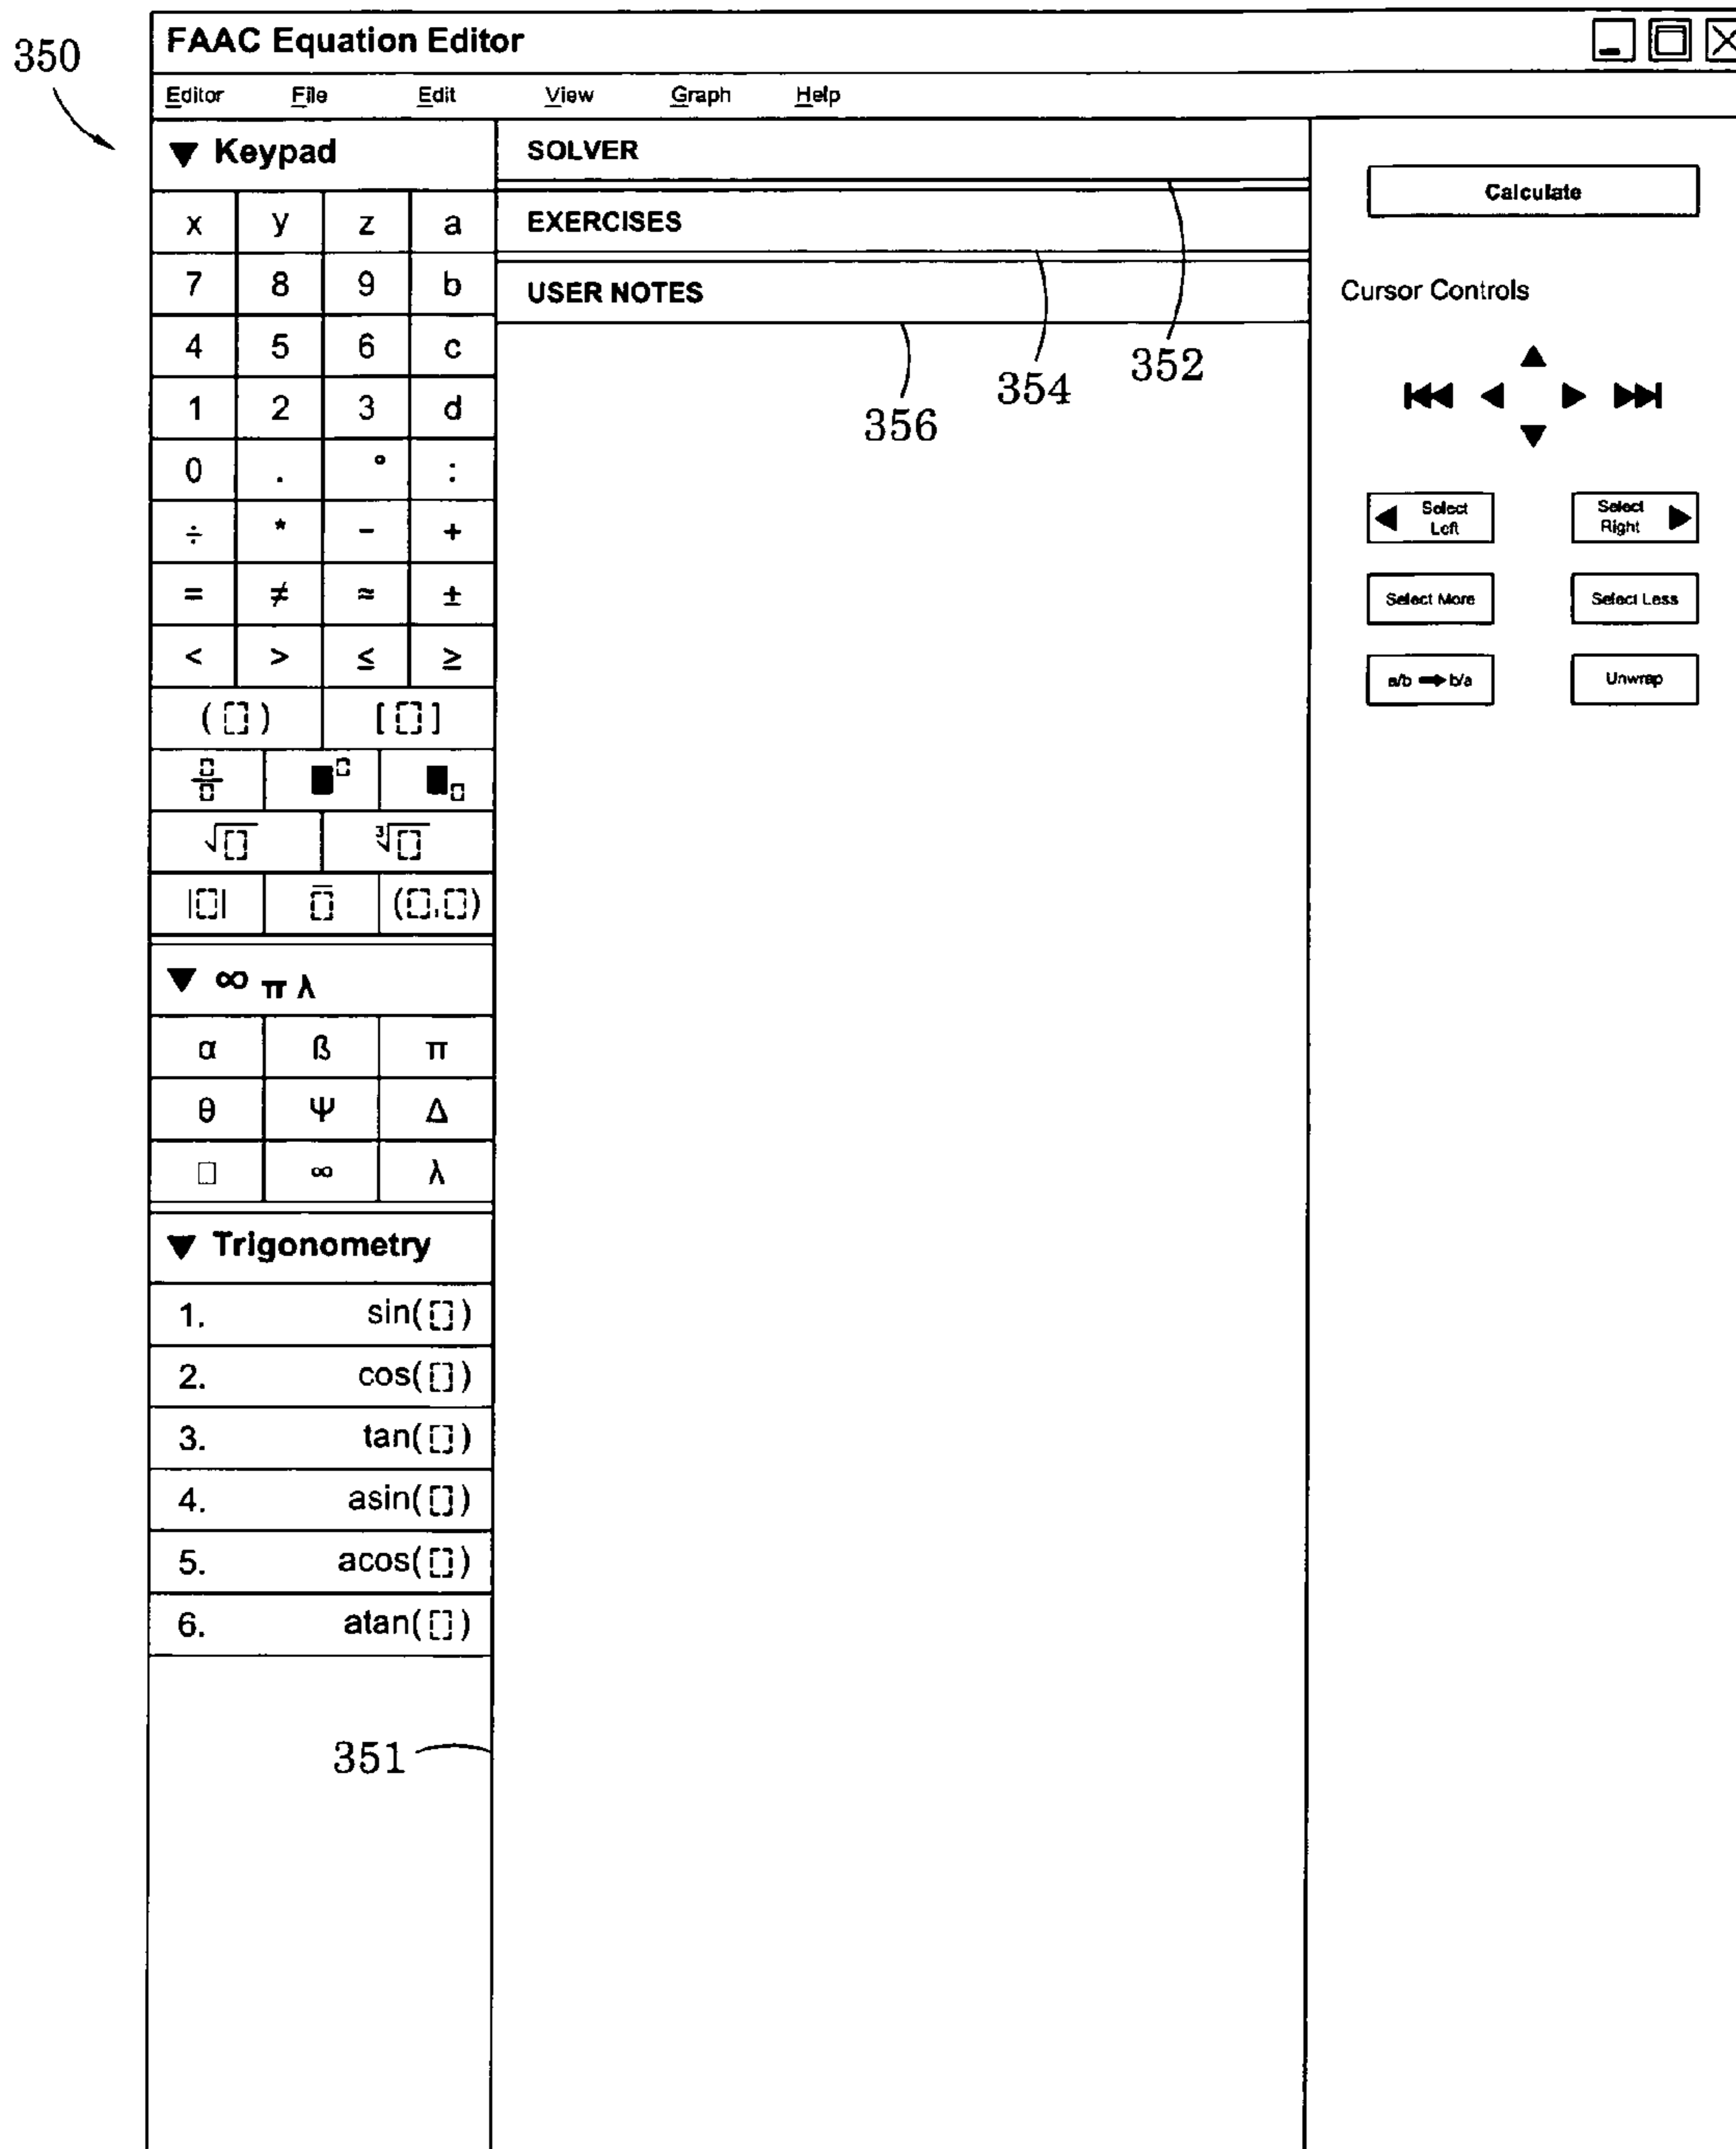 350
FAAC Equation Editor
Editor File Edit View Graph Help
▼ Keypad
x y z a
7 8 9 b
4 5 6 c
1 2 3 d
0 . ° :
÷ * − +
= ≠ ≈ ±
< > ≤ ≥
(□) [□]
□/□ ■□ ■□
√□ ³√□
|□| □̅ (□,□)
▼ ∞ π λ
α ß π
θ Ψ Δ
□ ∞ λ
▼ Trigonometry
1. sin(□)
2. cos(□)
3. tan(□)
4. asin(□)
5. acos(□)
6. atan(□)
351
SOLVER
EXERCISES
USER NOTES
352
354
356
Calculate
Cursor Controls
Select
Left
Select
Right
Select More
Select Less
a/b ➡ b/a
Unwrap